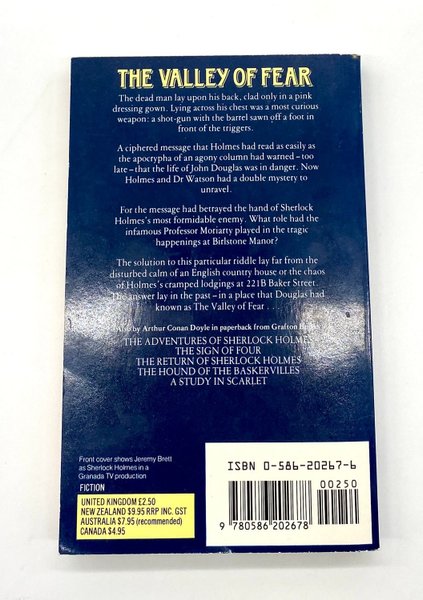 THE VALLEY OF FEAR
The dead man lay upon his back, clad only in a pink
dressing gown. Lying across his chest was a most curious
weapon: a shot-gun with the barrel sawn off a foot in
front of the triggers.
A ciphered message that Holmes had read as easily as
the apocrypha of an agony column had warned – too
late – that the life of John Douglas was in danger. Now
Holmes and Dr Watson had a double mystery to
unravel.
For the message had betrayed the hand of Sherlock
Holmes's most formidable enemy. What role had the
infamous Professor Moriarty played in the tragic
happenings at Birlstone Manor?
The solution to this particular riddle lay far from the
disturbed calm of an English country house or the chaos
of Holmes's cramped lodgings at 221B Baker Street.
The answer lay in the past – in a place that Douglas had
known as The Valley of Fear . . .
by Arthur Conan Doyle in paperback from Grafton
THE ADVENTURES OF SHERLOCK HOLMES
THE SIGN OF FOUR
THE RETURN OF SHERLOCK HOLMES
THE HOUND OF THE BASKERVILLES
A STUDY IN SCARLET
Front cover shows Jeremy Brett
as Sherlock Holmes in a
Granada TV production
FICTION
UNITED KINGDOM £2.50
NEW ZEALAND $9.95 RRP INC. GST
AUSTRALIA $7.95 (recommended)
CANADA $4.95
ISBN 0-586-20267-6
00250
9 780586 202678